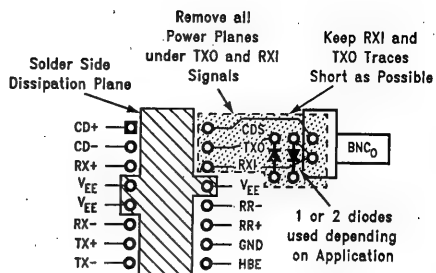 Remove all
Power Planes
under TXO and RXI
Signals
Keep RXI and
TXO Traces
Short as Possible
Solder Side
Dissipation Plane
CD+
CD-
RX+
VEE
VEE
RX-
TX+
TX-
CDS
TXO
RXI
VEE
RR-
RR+
GND
HBE
BNCO
1 or 2 diodes
used depending
on Application